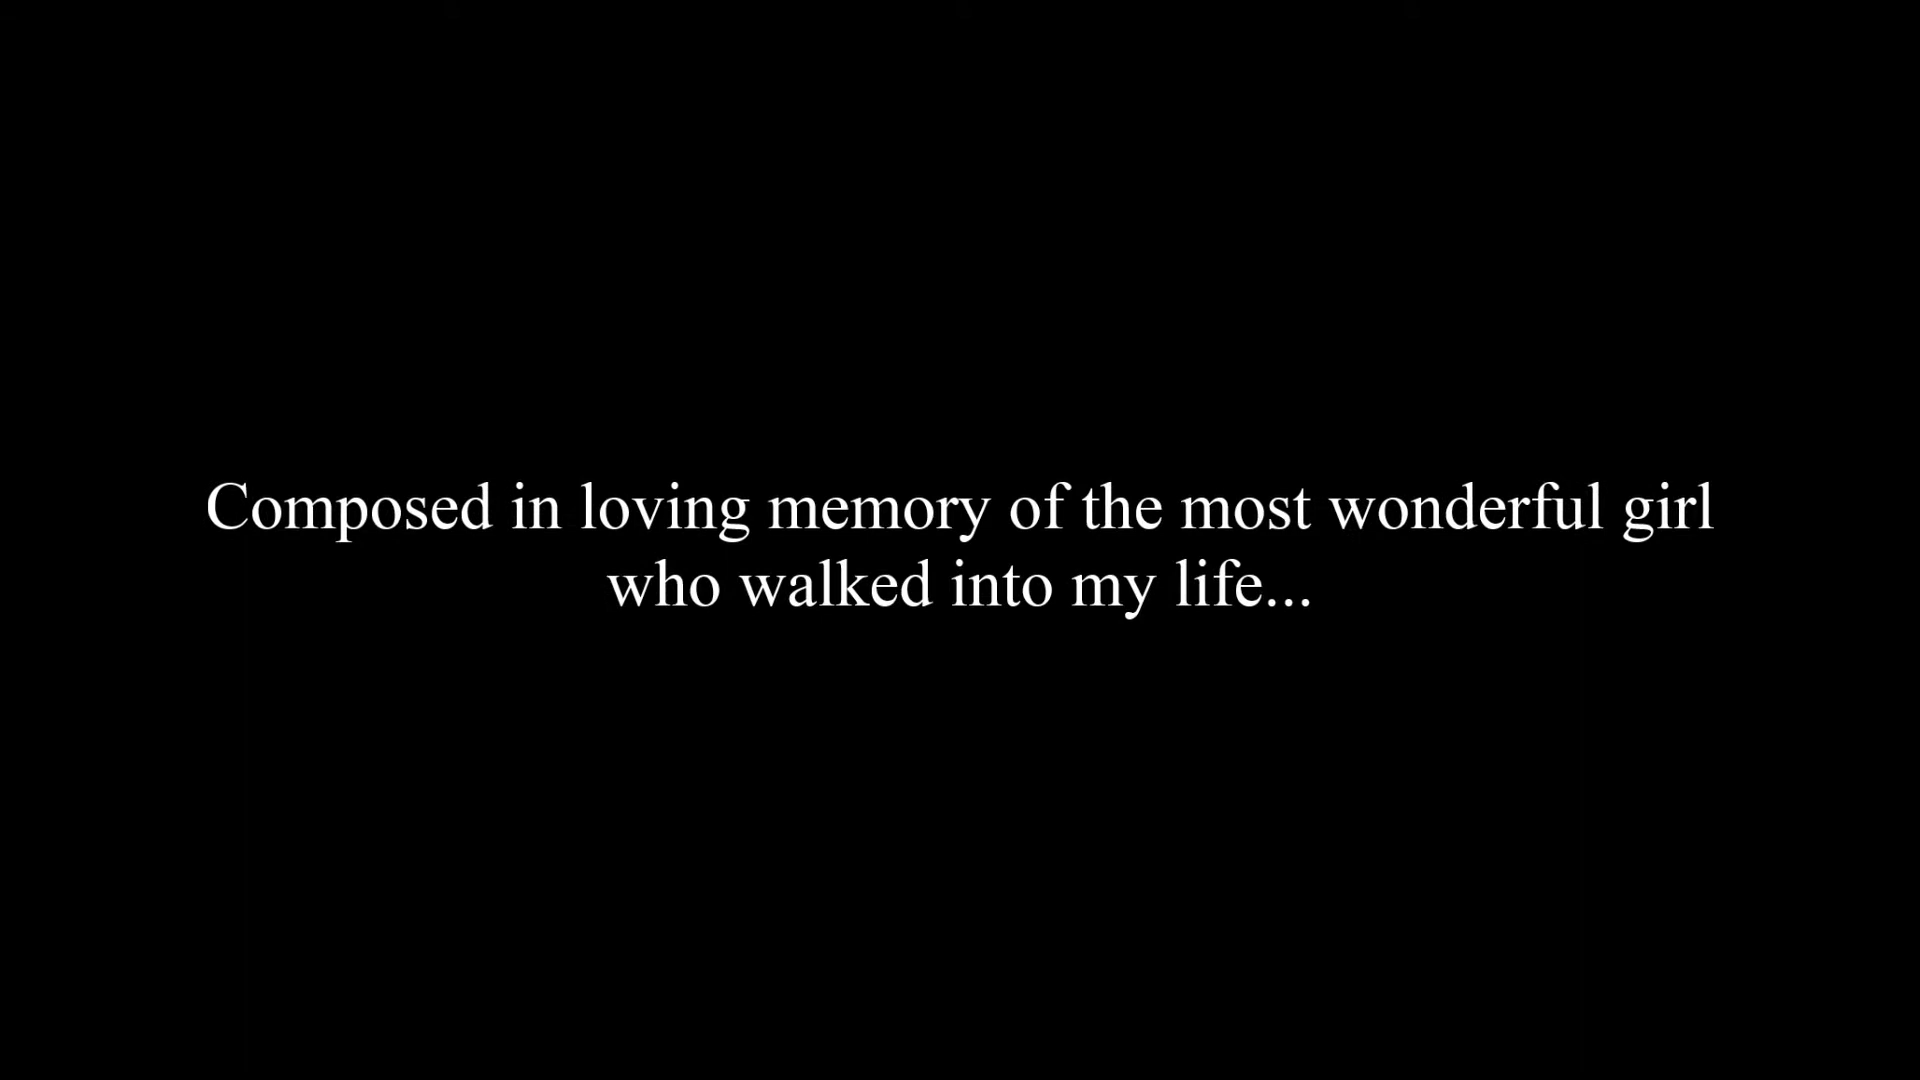 Composed in loving memory of the most wonderful girl
who walked into my life...